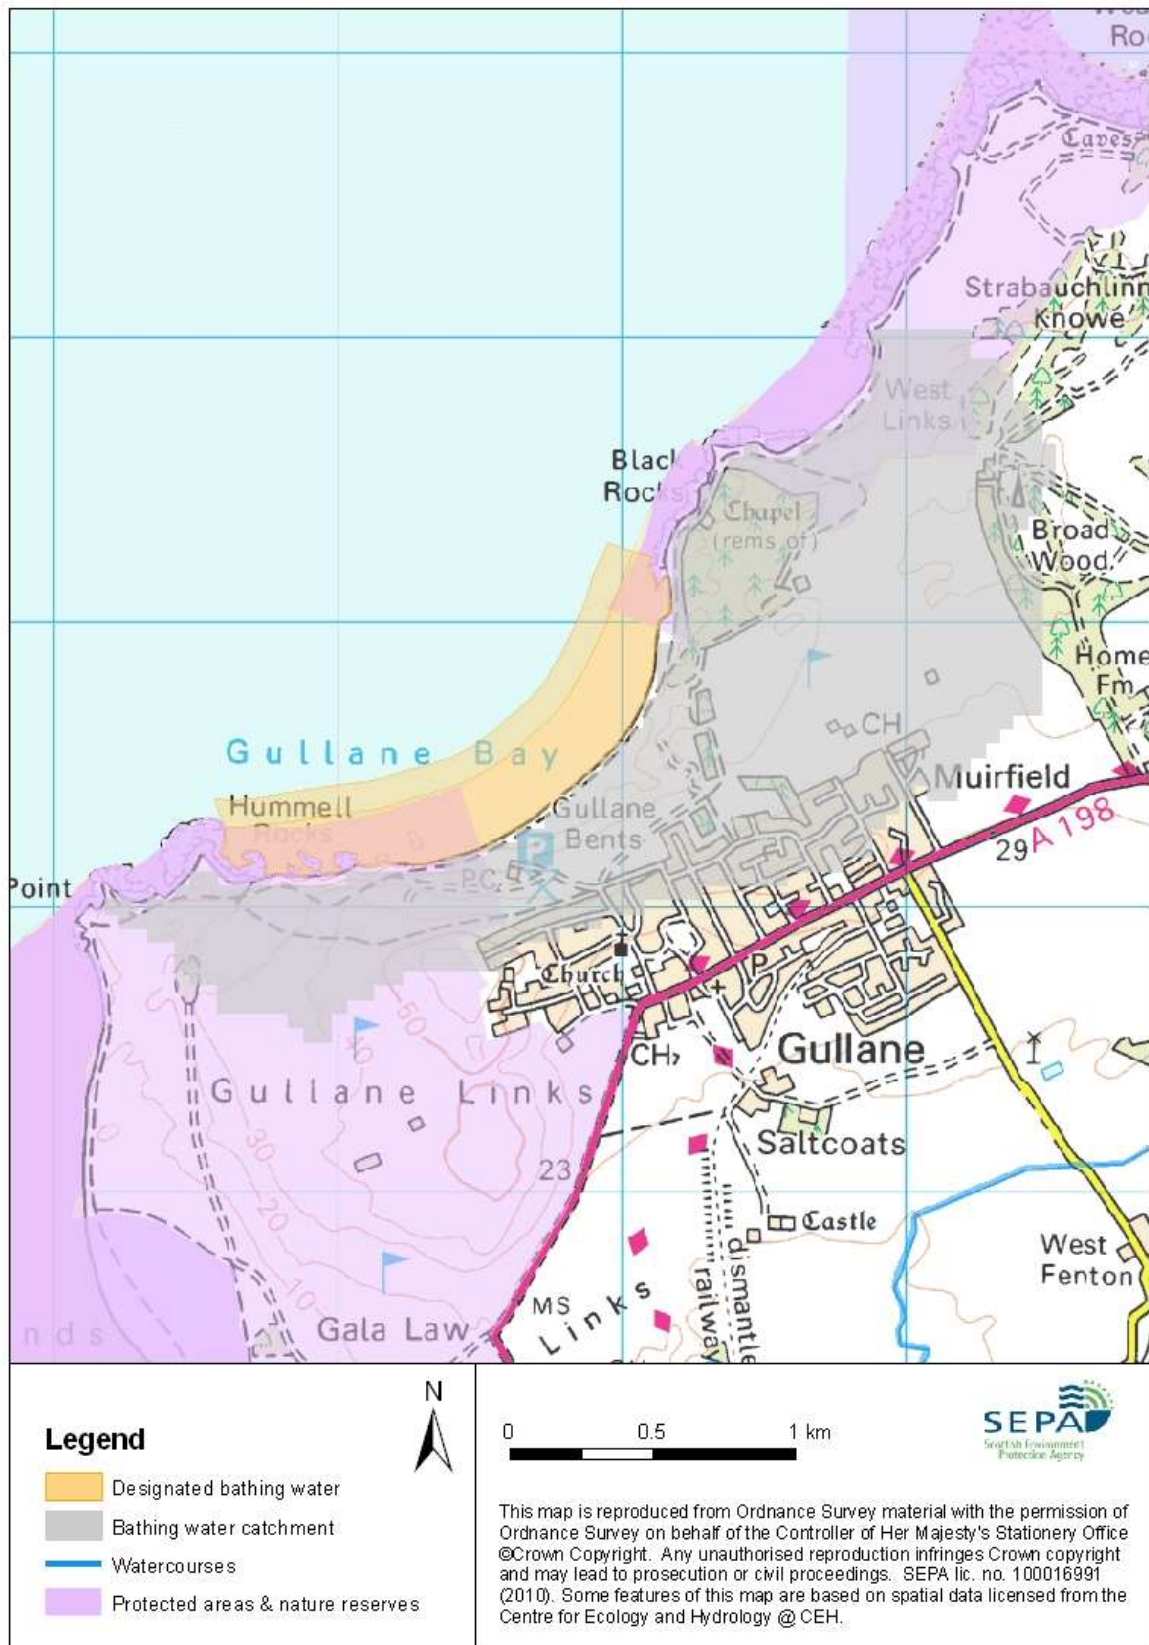 Ro
Caves
Strabauchlinn
Knowe
West
Links
Black
Rocks
Chapel
(rems of)
Broad
Wood
Home
Fm
CH
Gullane Bay
Muirfield
Hummell
Rocks
Gullane
Bents
P
A 198
29
Point
PC
Church
P
50
40
CH
Gullane
Gullane Links
Saltcoats
30
23
20
Castle
10
West
Fenton
dismantle
railway
MS
Links
Gala Law
nds
Legend
Designated bathing water
Bathing water catchment
Watercourses
Protected areas & nature reserves
N
0 0.5 1 km
SEPA
Scottish Environment
Protection Agency
This map is reproduced from Ordnance Survey material with the permission of
Ordnance Survey on behalf of the Controller of Her Majesty's Stationery Office
©Crown Copyright. Any unauthorised reproduction infringes Crown copyright
and may lead to prosecution or civil proceedings. SEPA lic. no. 100016991
(2010). Some features of this map are based on spatial data licensed from the
Centre for Ecology and Hydrology @ CEH.